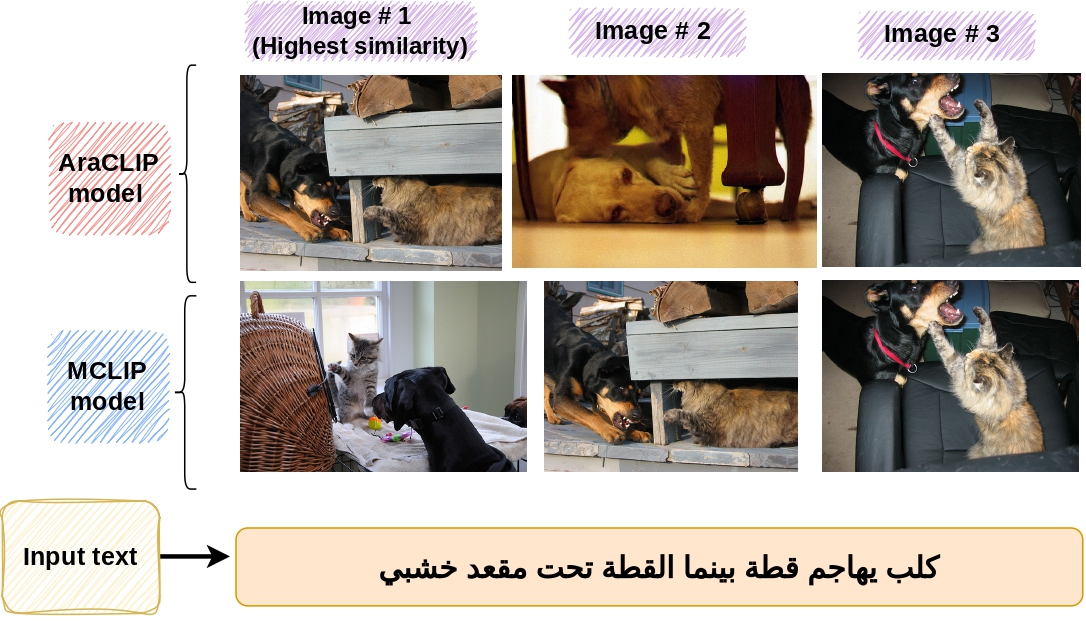 Image # 1
(Highest similarity)
Image # 2
Image # 3
AraCLIP
model
MCLIP
model
Input text
كلب يهاجم قطة بينما القطة تحت مقعد خشبي